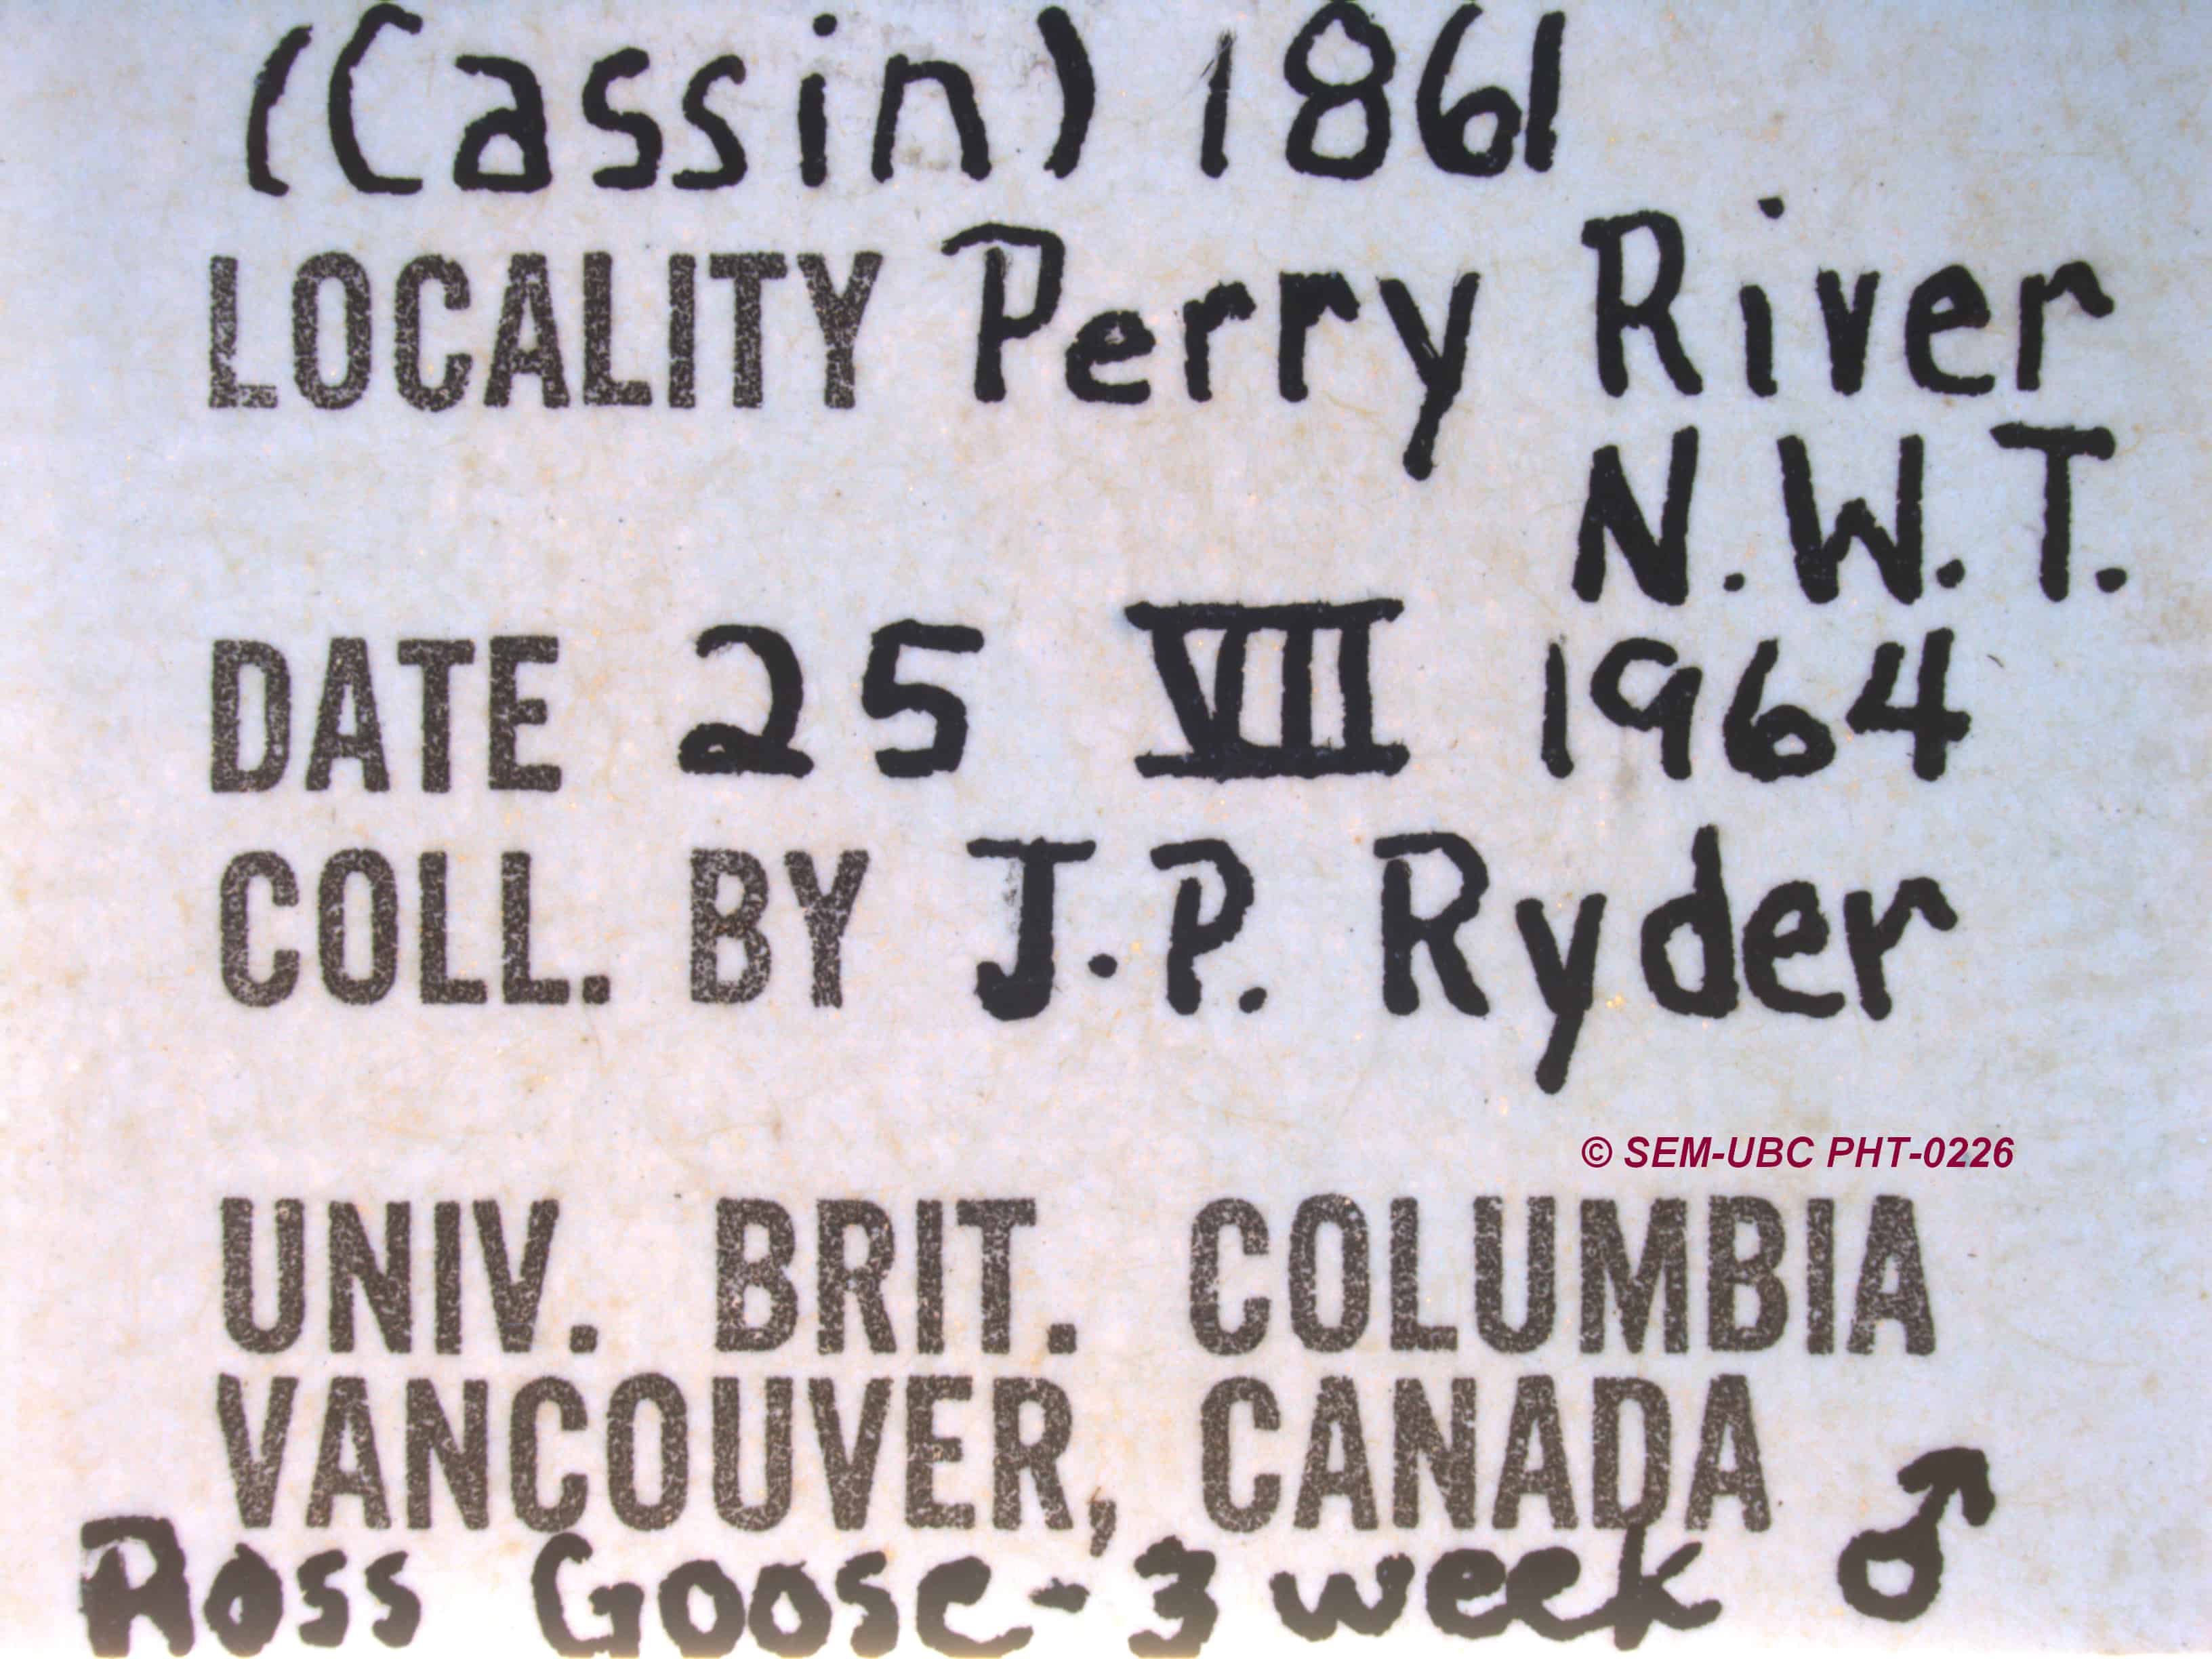 (Cassin) 1861
LOCALITY Perry River
N.W.T.
DATE 25 VII 1964
COLL. BY J.P. Ryder
© SEM-UBC PHT-0226
UNIV. BRIT. COLUMBIA
VANCOUVER, CANADA
Ross Goose - 3 week ♂